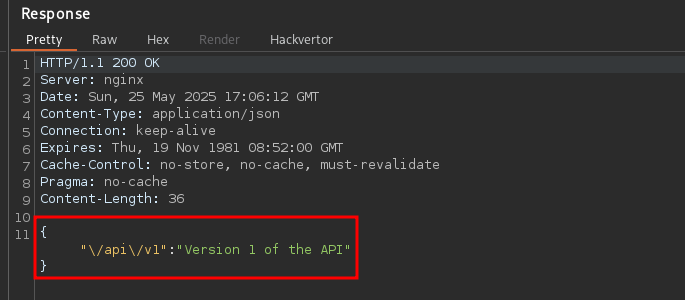 Response
Pretty Raw Hex Render Hackvertor
1 HTTP/1.1 200 OK
2 Server: nginx
3 Date: Sun, 25 May 2025 17:06:12 GMT
4 Content-Type: application/json
5 Connection: keep-alive
6 Expires: Thu, 19 Nov 1981 08:52:00 GMT
7 Cache-Control: no-store, no-cache, must-revalidate
8 Pragma: no-cache
9 Content-Length: 36
10
11 {
"\/api\/v1":"Version 1 of the API"
}